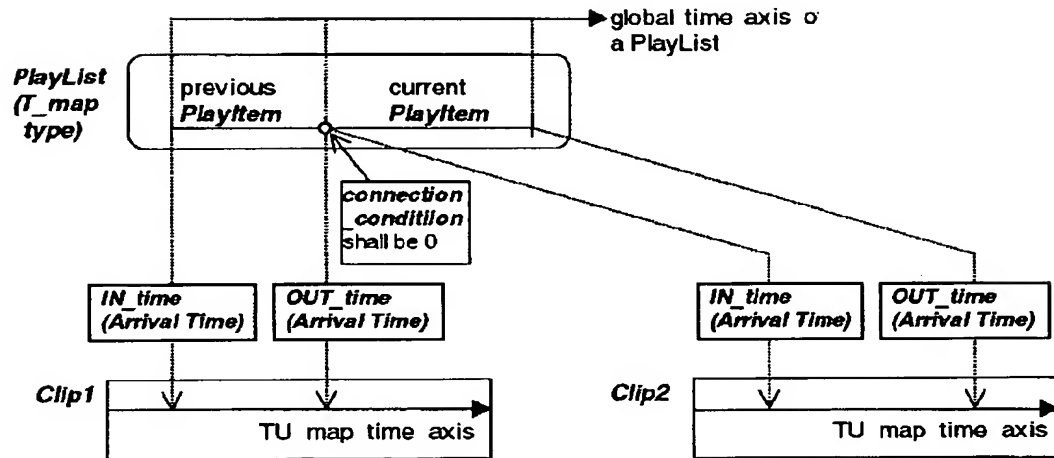 global time axis o
a PlayList
PlayList
(T_map
type)
previous
PlayItem
current
PlayItem
connection
_conditiion
shall be 0
IN_time
(Arrival Time)
OUT_time
(Arrival Time)
IN_time
(Arrival Time)
OUT_time
(Arrival Time)
Clip1
TU map time axis
Clip2
TU map time axis